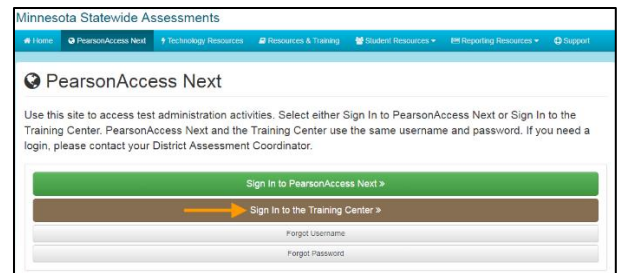 Minnesota Statewide Assessments
Home PearsonAccess Next Technology Resources Resources & Training Student Resources Reporting Resources Support
PearsonAccess Next
Use this site to access test administration activities. Select either Sign In to PearsonAccess Next or Sign In to the
Training Center. PearsonAccess Next and the Training Center use the same username and password. If you need a
login, please contact your District Assessment Coordinator.
Sign In to PearsonAccess Next »
Sign In to the Training Center »
Forgot Username
Forgot Password